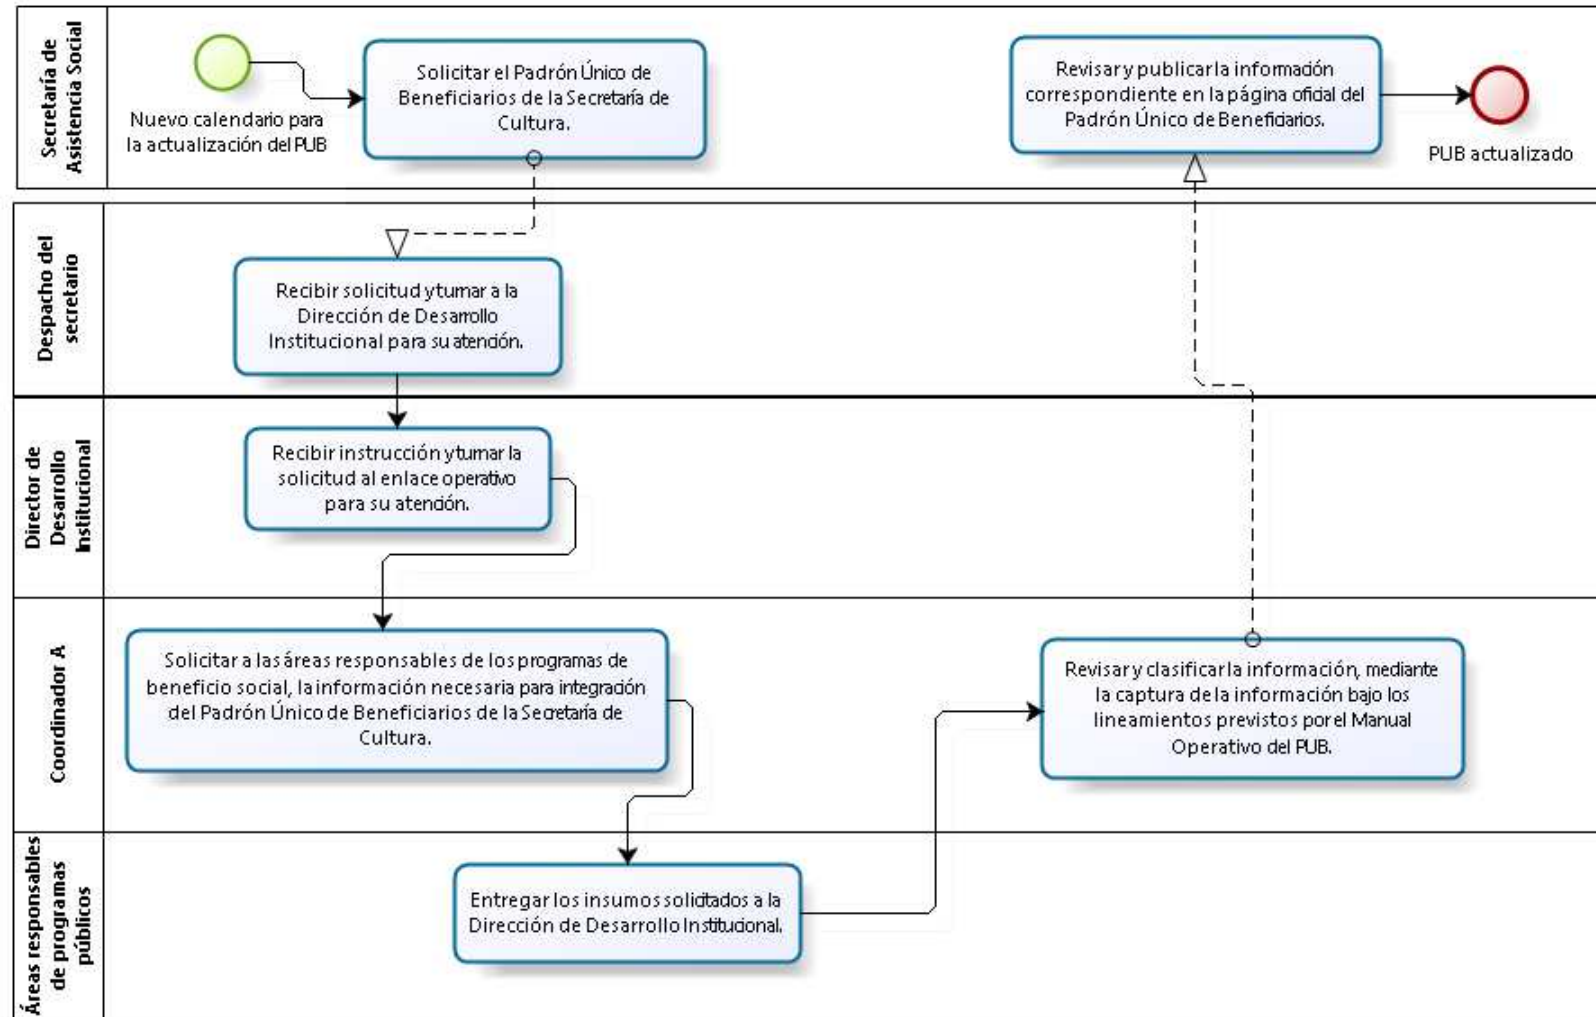 Secretaría de
Asistencia Social
Nuevo calendario para
la actualización del PUB
Solicitar el Padrón Único de
Beneficiarios de la Secretaría de
Cultura.
Revisar y publicar la información
correspondiente en la página oficial del
Padrón Único de Beneficiarios.
PUB actualizado
Despacho del
secretario
Recibir solicitud y turnar a la
Dirección de Desarrollo
Institucional para su atención.
Director de
Desarrollo
Institucional
Recibir instrucción y turnar la
solicitud al enlace operativo
para su atención.
Coordinador A
Solicitar a las áreas responsables de los programas de
beneficio social, la información necesaria para integración
del Padrón Único de Beneficiarios de la Secretaría de
Cultura.
Revisar y clasificar la información, mediante
la captura de la información bajo los
lineamientos previstos por el Manual
Operativo del PUB.
Áreas responsables
de programas
públicos
Entregar los insumos solicitados a la
Dirección de Desarrollo Institucional.